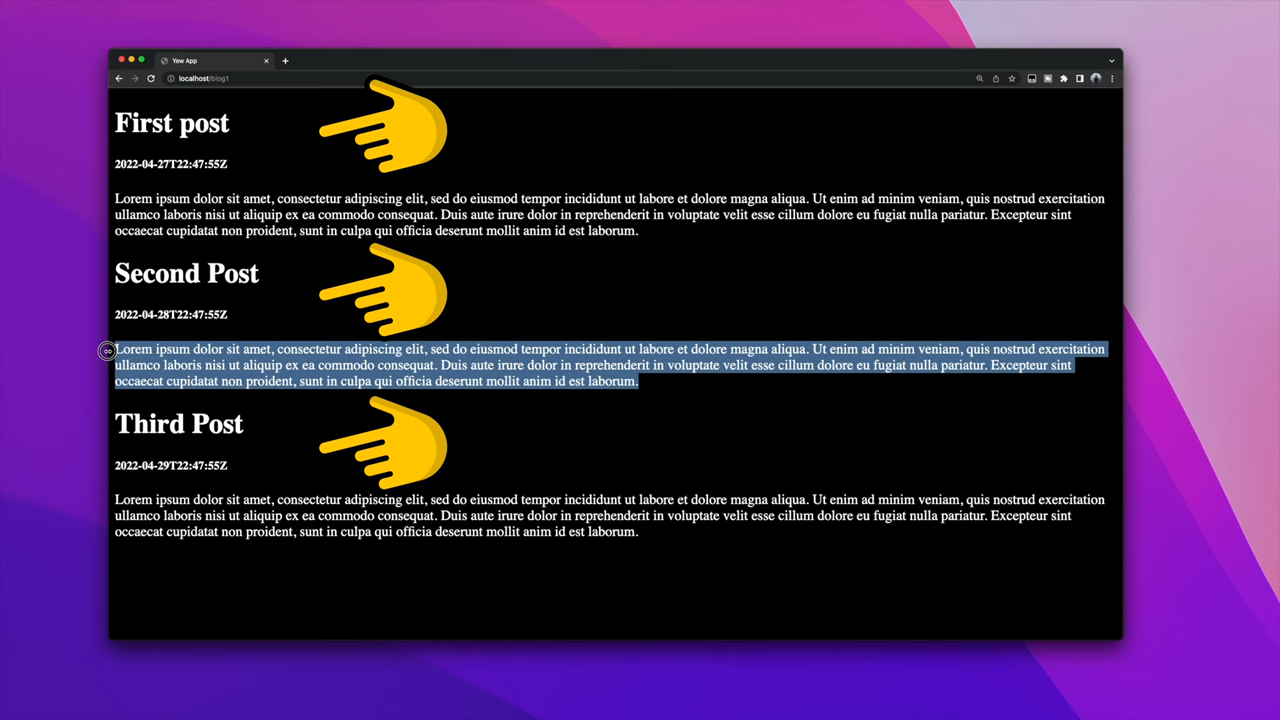 Yew App
localhost/blog1
First post
2022-04-27T22:47:55Z
Lorem ipsum dolor sit amet, consectetur adipiscing elit, sed do eiusmod tempor incididunt ut labore et dolore magna aliqua. Ut enim ad minim veniam, quis nostrud exercitation
ullamco laboris nisi ut aliquip ex ea commodo consequat. Duis aute irure dolor in reprehenderit in voluptate velit esse cillum dolore eu fugiat nulla pariatur. Excepteur sint
occaecat cupidatat non proident, sunt in culpa qui officia deserunt mollit anim id est laborum.
Second Post
2022-04-28T22:47:55Z
Lorem ipsum dolor sit amet, consectetur adipiscing elit, sed do eiusmod tempor incididunt ut labore et dolore magna aliqua. Ut enim ad minim veniam, quis nostrud exercitation
ullamco laboris nisi ut aliquip ex ea commodo consequat. Duis aute irure dolor in reprehenderit in voluptate velit esse cillum dolore eu fugiat nulla pariatur. Excepteur sint
occaecat cupidatat non proident, sunt in culpa qui officia deserunt mollit anim id est laborum.
Third Post
2022-04-29T22:47:55Z
Lorem ipsum dolor sit amet, consectetur adipiscing elit, sed do eiusmod tempor incididunt ut labore et dolore magna aliqua. Ut enim ad minim veniam, quis nostrud exercitation
ullamco laboris nisi ut aliquip ex ea commodo consequat. Duis aute irure dolor in reprehenderit in voluptate velit esse cillum dolore eu fugiat nulla pariatur. Excepteur sint
occaecat cupidatat non proident, sunt in culpa qui officia deserunt mollit anim id est laborum.